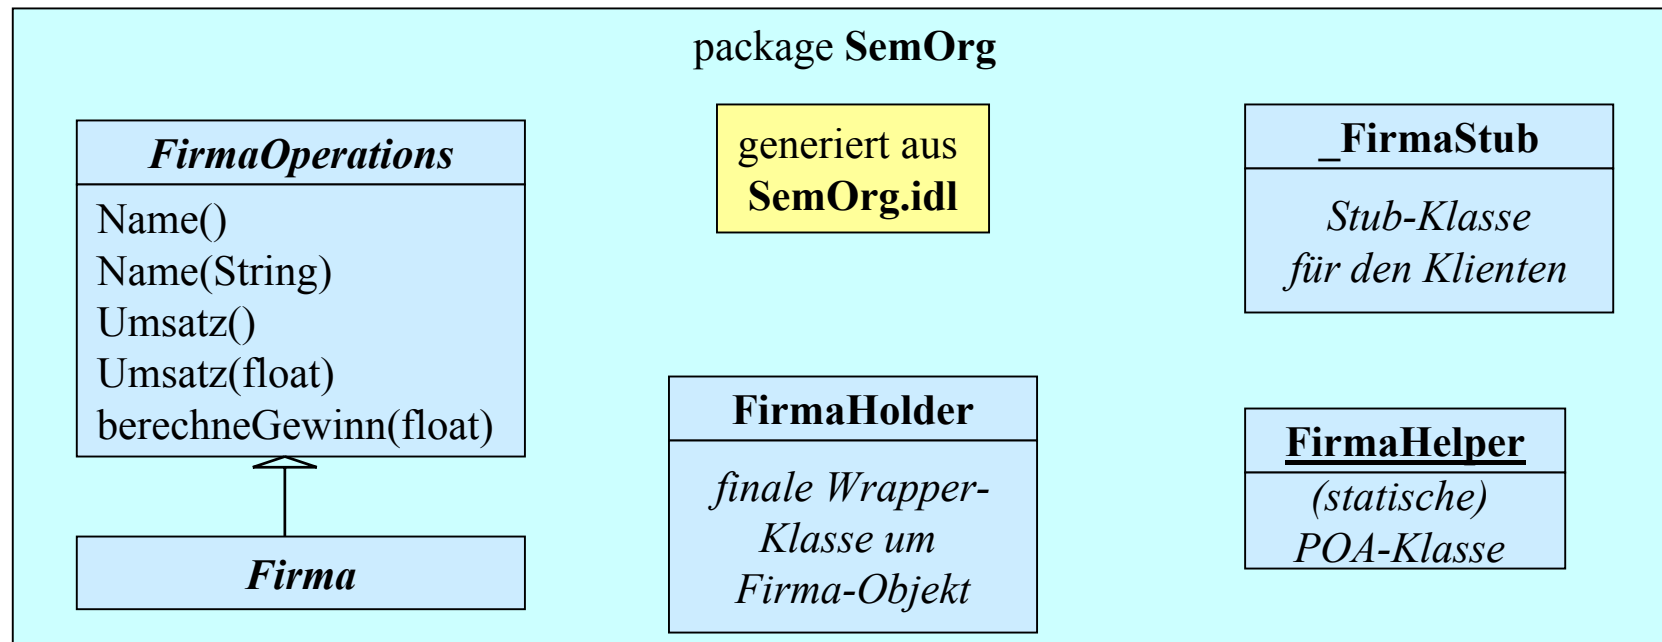 package SemOrg
FirmaOperations
Name()
Name(String)
Umsatz()
Umsatz(float)
berechneGewinn(float)
Firma
generiert aus
SemOrg.idl
FirmaHolder
finale Wrapper-
Klasse um
Firma-Objekt
_FirmaStub
Stub-Klasse
für den Klienten
FirmaHelper
(statische)
POA-Klasse